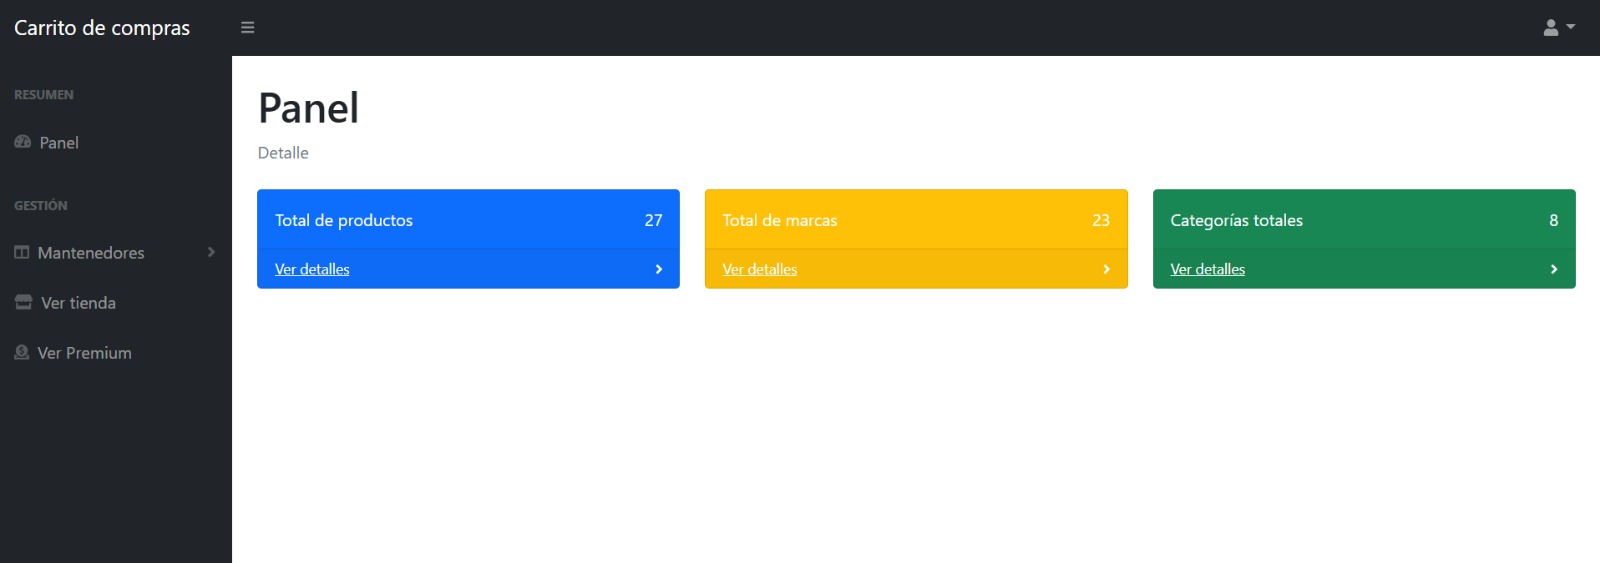 Carrito de compras
RESUMEN
Panel
GESTIÓN
Mantenedores
Ver tienda
Ver Premium
Panel
Detalle
Total de productos 27
Ver detalles
Total de marcas 23
Ver detalles
Categorías totales 8
Ver detalles